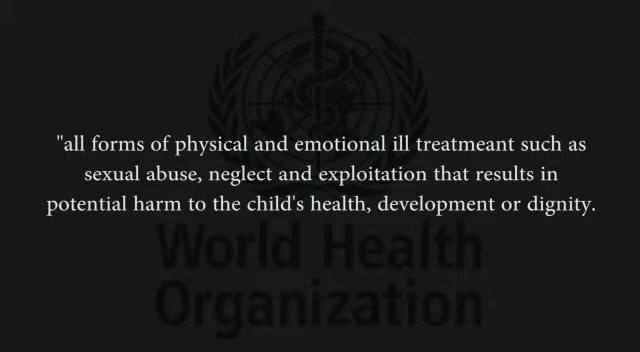 "all forms of physical and emotional ill treatmeant such as
sexual abuse, neglect and exploitation that results in
potential harm to the child's health, development or dignity.
World Health
Organization